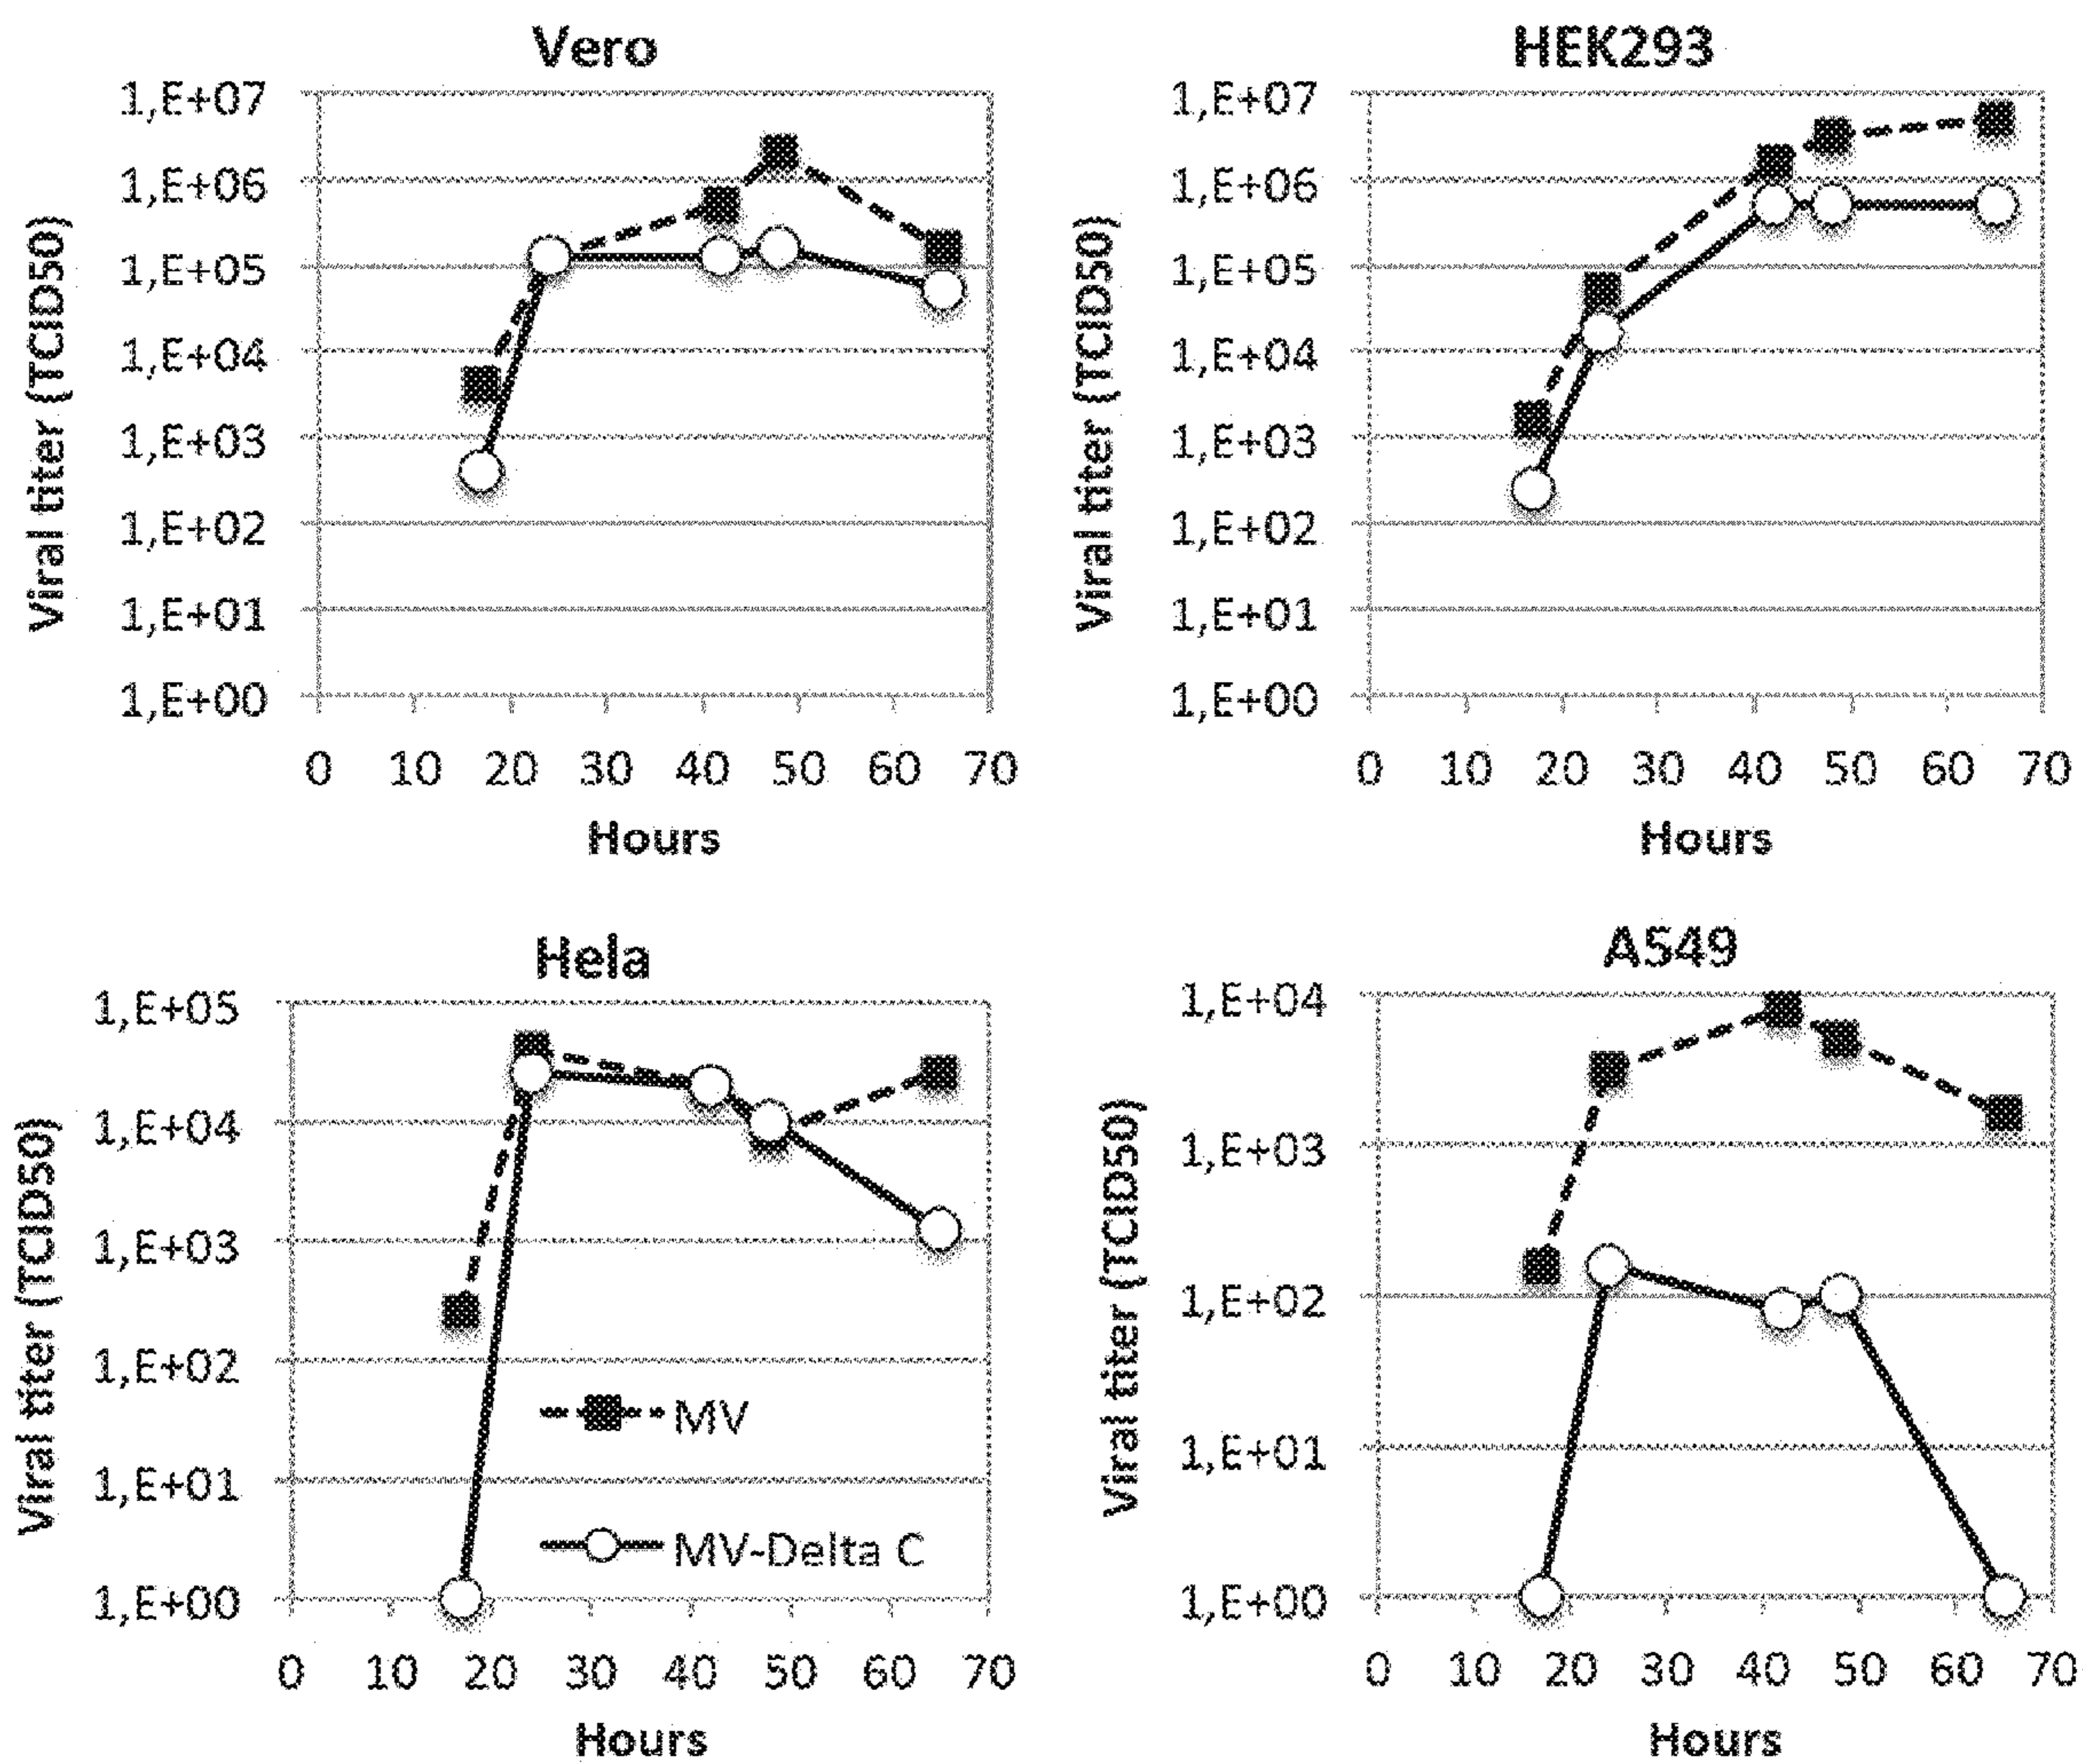 Vero
1,E+07
1,E+06
1,E+05
1,E+04
1,E+03
1,E+02
1,E+01
1,E+00
Viral titer (TCID50)
0 10 20 30 40 50 60 70
Hours
HEK293
1,E+07
1,E+06
1,E+05
1,E+04
1,E+03
1,E+02
1,E+01
1,E+00
Viral titer (TCID50)
0 10 20 30 40 50 60 70
Hours
Hela
1,E+05
1,E+04
1,E+03
1,E+02
1,E+01
1,E+00
Viral titer (TCID50)
MV
MV-Delta C
0 10 20 30 40 50 60 70
Hours
A549
1,E+04
1,E+03
1,E+02
1,E+01
1,E+00
Viral titer (TCID50)
0 10 20 30 40 50 60 70
Hours